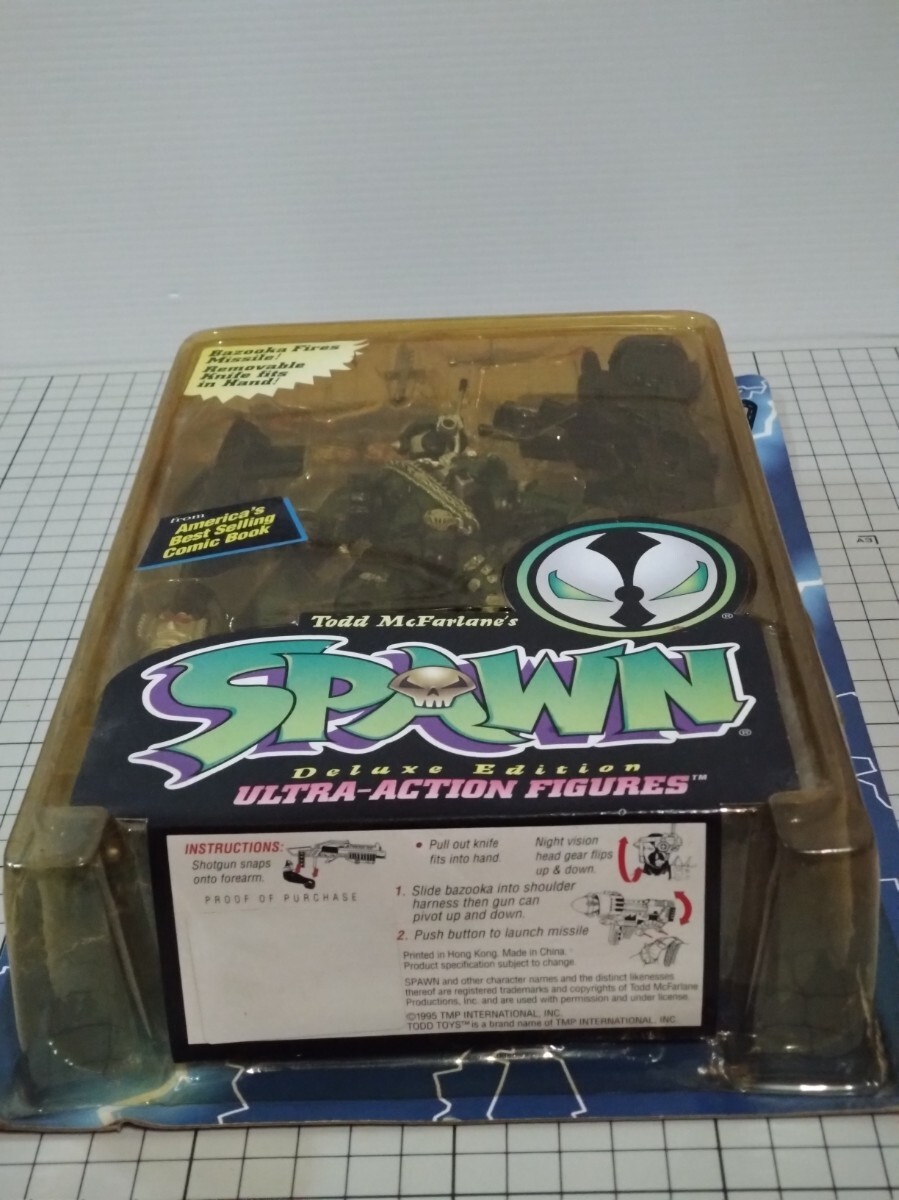 Bazooka Fires
Missile!
Removable
Knife fits
in Hand!
from
America's
Best Selling
Comic Book
®
Todd McFarlane's
SPAWN
®
Deluxe Edition
ULTRA-ACTION FIGURES™
INSTRUCTIONS:
Shotgun snaps
onto forearm.
PROOF OF PURCHASE
• Pull out knife
fits into hand.
Night vision
head gear flips
up & down.
1. Slide bazooka into shoulder
harness then gun can
pivot up and down.
2. Push button to launch missile
Printed in Hong Kong. Made in China.
Product specification subject to change.
SPAWN and other character names and the distinct likenesses
thereof are registered trademarks and copyrights of Todd McFarlane
Productions, Inc. and are used with permission and under license.
©1995 TMP INTERNATIONAL, INC.
TODD TOYS™ is a brand name of TMP INTERNATIONAL, INC.